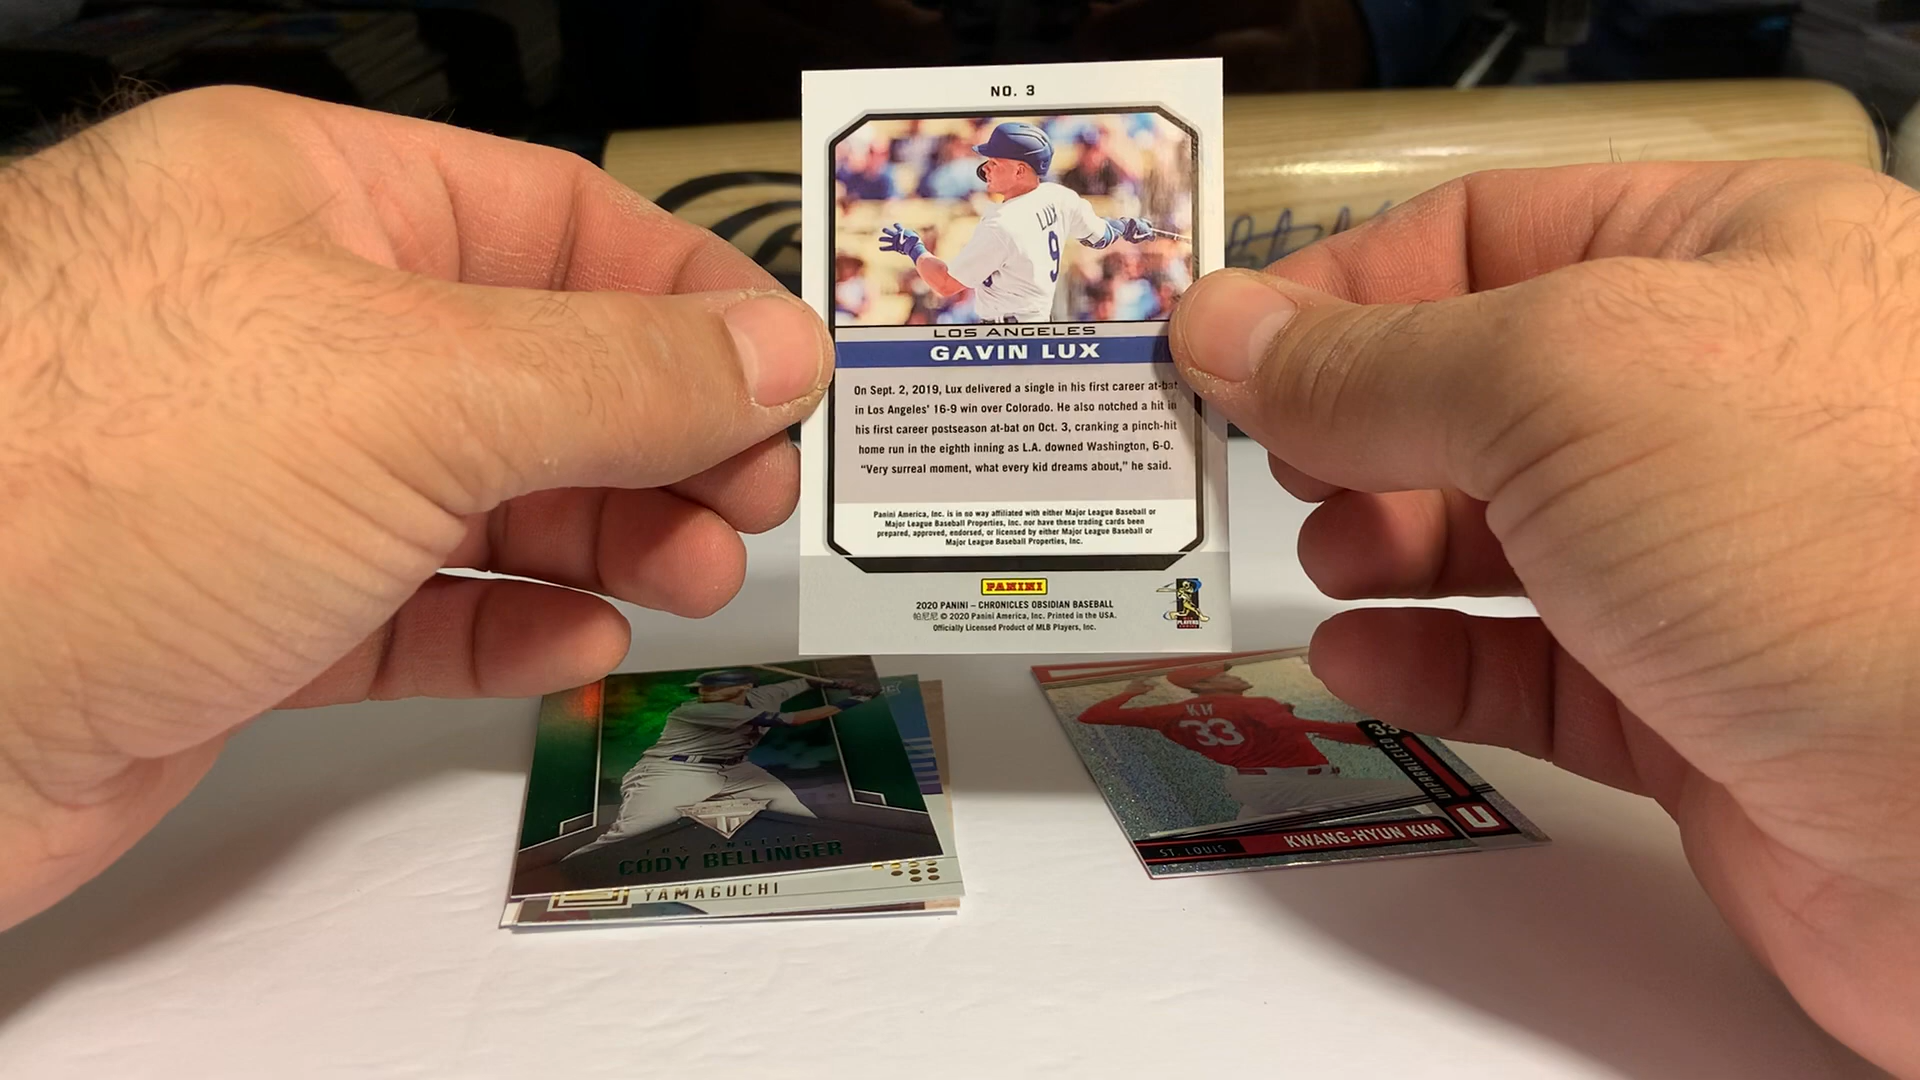 NO. 3
LUX
9
LOS ANGELES
GAVIN LUX
On Sept. 2, 2019, Lux delivered a single in his first career at-bat
in Los Angeles' 16-9 win over Colorado. He also notched a hit in
his first career postseason at-bat on Oct. 3, cranking a pinch-hit
home run in the eighth inning as L.A. downed Washington, 6-0.
“Very surreal moment, what every kid dreams about,” he said.
Panini America, Inc. is in no way affiliated with either Major League Baseball or
Major League Baseball Properties, Inc. nor have these trading cards been
prepared, approved, endorsed, or licensed by either Major League Baseball or
Major League Baseball Properties, Inc.
PANINI
2020 PANINI – CHRONICLES OBSIDIAN BASEBALL
帕尼尼 © 2020 Panini America, Inc. Printed in the USA.
Officially Licensed Product of MLB Players, Inc.
PLAYERS
LOS ANGELES
CODY BELLINGER
YAMAGUCHI
33
33
UNPARALLELED
U
KWANG-HYUN KIM
ST. LOUIS